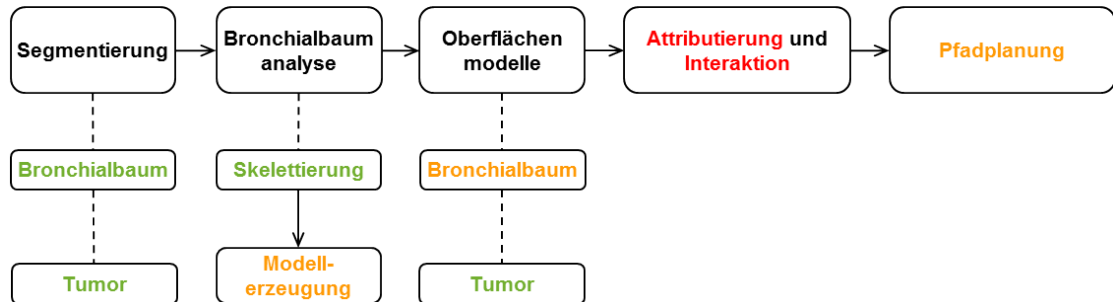 Segmentierung
Bronchialbaum
analyse
Oberflächen
modelle
Attributierung und
Interaktion
Pfadplanung
Bronchialbaum
Skelettierung
Bronchialbaum
Tumor
Modell-
erzeugung
Tumor